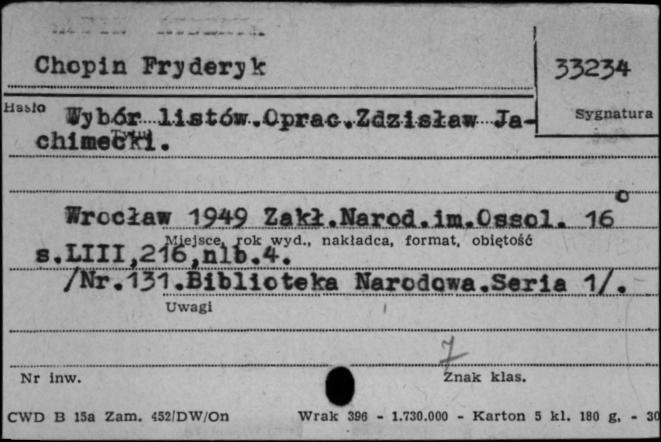 Chopin Fryderyk
33234
Hasło
Sygnatura
Wybór listów.Oprac.Zdzisław Ja-
Tytuł
chimecki.
Wrocław 1949 Zakł.Narod.im.Ossol. 16°
Miejsce, rok wyd., nakładca, format, objętość
s.LIII,216,nlb.4.
/Nr.131.Biblioteka Narodowa.Seria 1/.
Uwagi
7
Nr inw.
Znak klas.
CWD B 15a Zam. 452/DW/On Wrak 396 - 1.730.000 - Karton 5 kl. 180 g, - 30